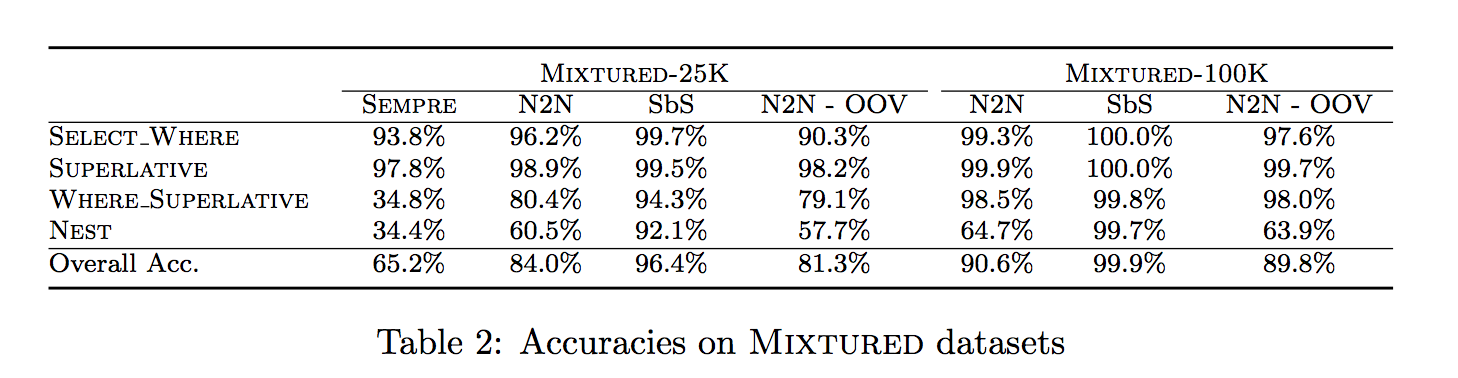 MIXTURED-25K MIXTURED-100K
SEMPRE N2N SbS N2N - OOV N2N SbS N2N - OOV
SELECT_WHERE 93.8% 96.2% 99.7% 90.3% 99.3% 100.0% 97.6%
SUPERLATIVE 97.8% 98.9% 99.5% 98.2% 99.9% 100.0% 99.7%
WHERE_SUPERLATIVE 34.8% 80.4% 94.3% 79.1% 98.5% 99.8% 98.0%
NEST 34.4% 60.5% 92.1% 57.7% 64.7% 99.7% 63.9%
Overall Acc. 65.2% 84.0% 96.4% 81.3% 90.6% 99.9% 89.8%
Table 2: Accuracies on MIXTURED datasets